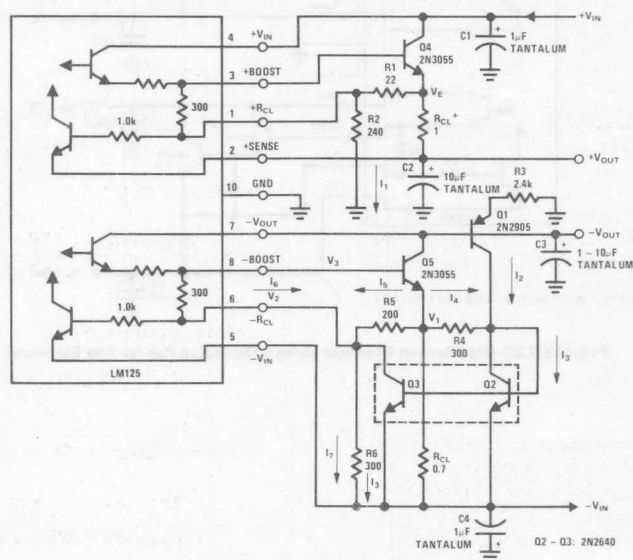 4 +VIN
+VIN
C1
1μF
TANTALUM
Q4
2N3055
3 +BOOST
R1
22
VE
300
1 +RCL
1.0k
R2
240
RCL+
1
2 +SENSE
+VOUT
C2
10μF
TANTALUM
R3
2.4k
10 GND
I1
Q1
2N2905
7 −VOUT
−VOUT
8 −BOOST
V3
Q5
2N3055
C3
1 – 10μF
TANTALUM
300
I6
V2
I5
I4
I2
6 −RCL
1.0k
R5
200
V1
R4
300
I3
5 −VIN
LM125
Q3
Q2
I7
R6
300
I3
RCL
0.7
−VIN
C4
1μF
TANTALUM
Q2 – Q3: 2N2640